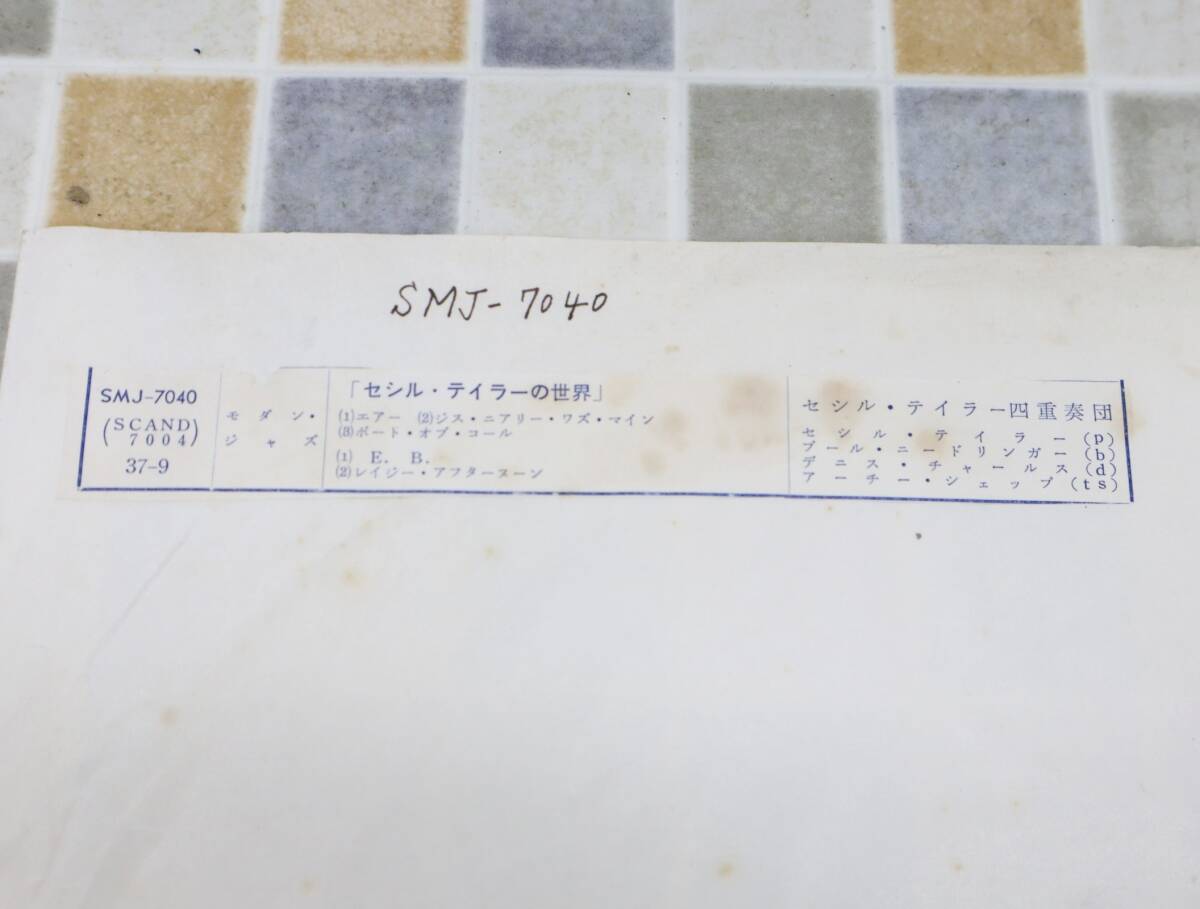 SMJ-7040
SMJ-7040
(SCAND
7004)
37-9
モダン・
ジャズ
「セシル・テイラーの世界」
(1)エアー (2)ジス・ニアリー・ワズ・マイン
(3)ポート・オブ・コール
(1) E. B.
(2)レイジー・アフターヌーン
セシル・テイラー四重奏団
セシル・テイラー(p)
ブール・ニードリンガー(b)
デニス・チャールス(d)
アーチー・シェップ(ts)